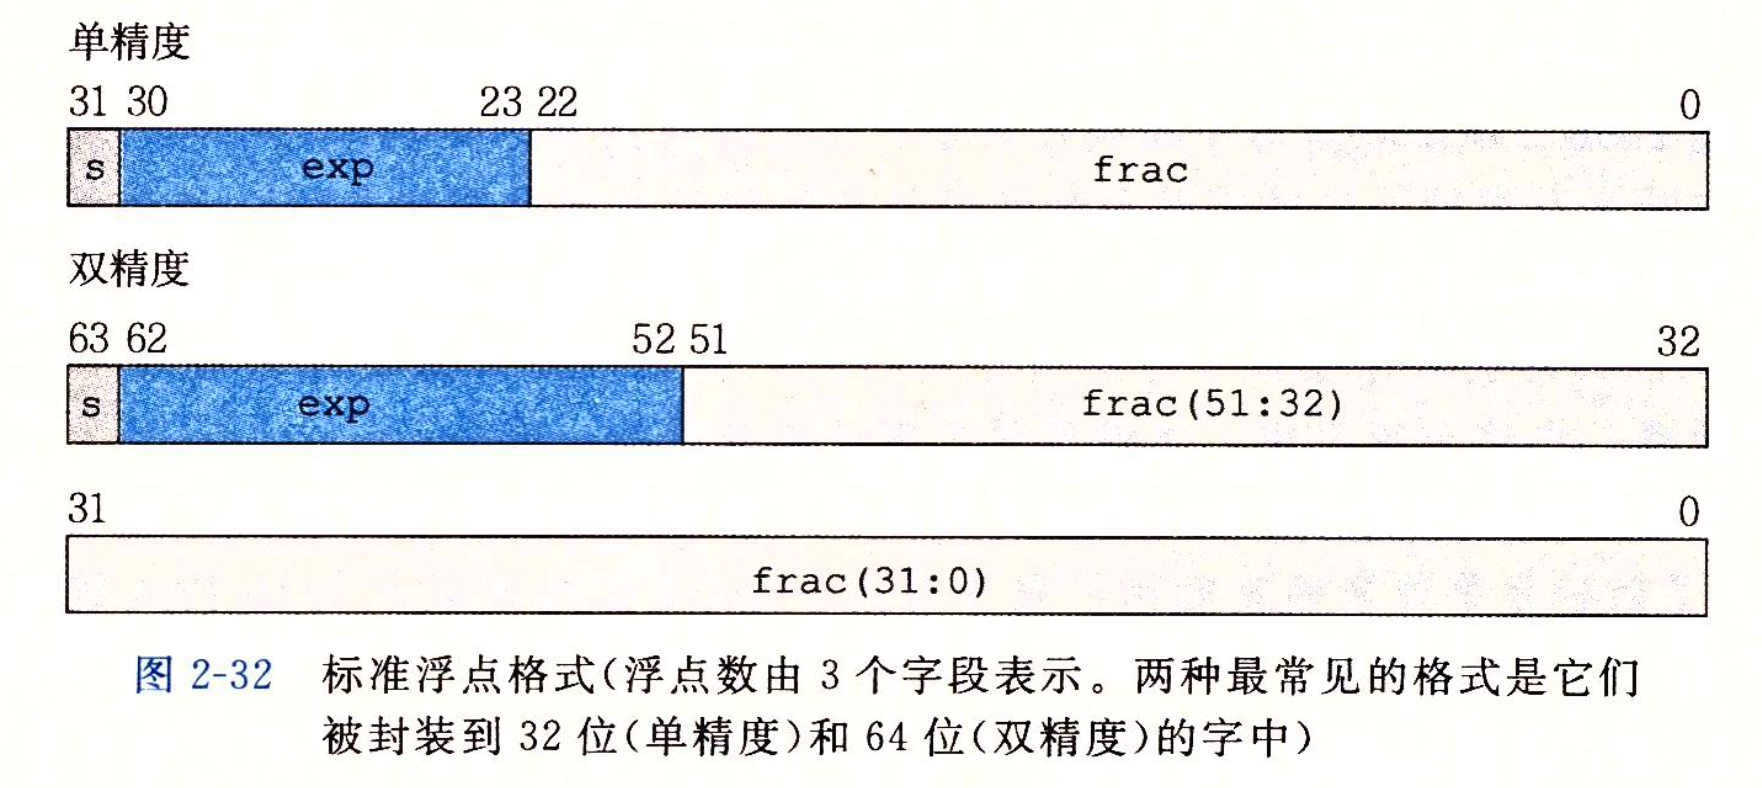 单精度
31 30 23 22 0
s exp frac
双精度
63 62 52 51 32
s exp frac(51:32)
31 0
frac(31:0)
图 2-32 标准浮点格式(浮点数由 3 个字段表示。两种最常见的格式是它们
被封装到 32 位(单精度)和 64 位(双精度)的字中)